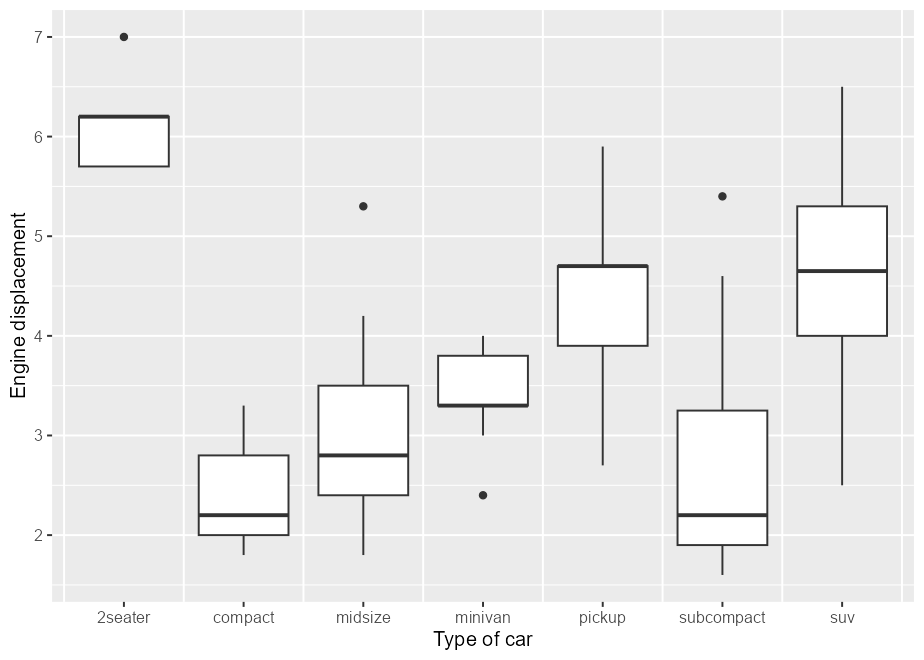 Engine displacement
7
6
5
4
3
2
2seater compact midsize minivan pickup subcompact suv
Type of car